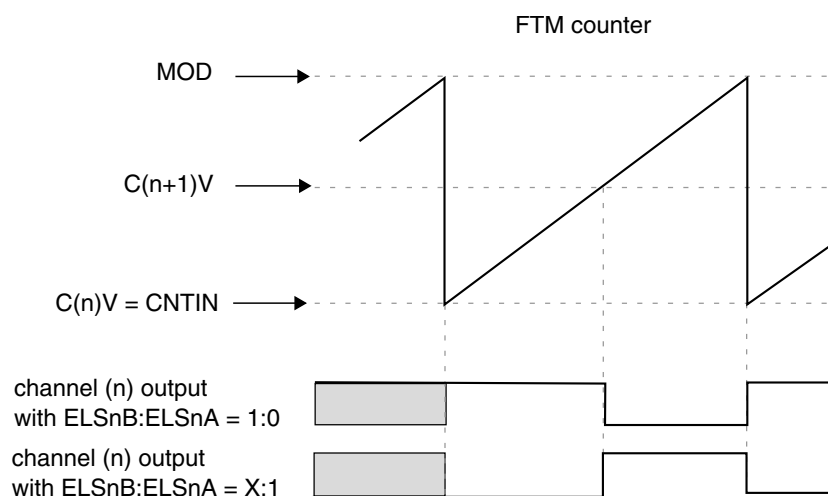 FTM counter
MOD
C(n+1)V
C(n)V = CNTIN
channel (n) output
with ELSnB:ELSnA = 1:0
channel (n) output
with ELSnB:ELSnA = X:1